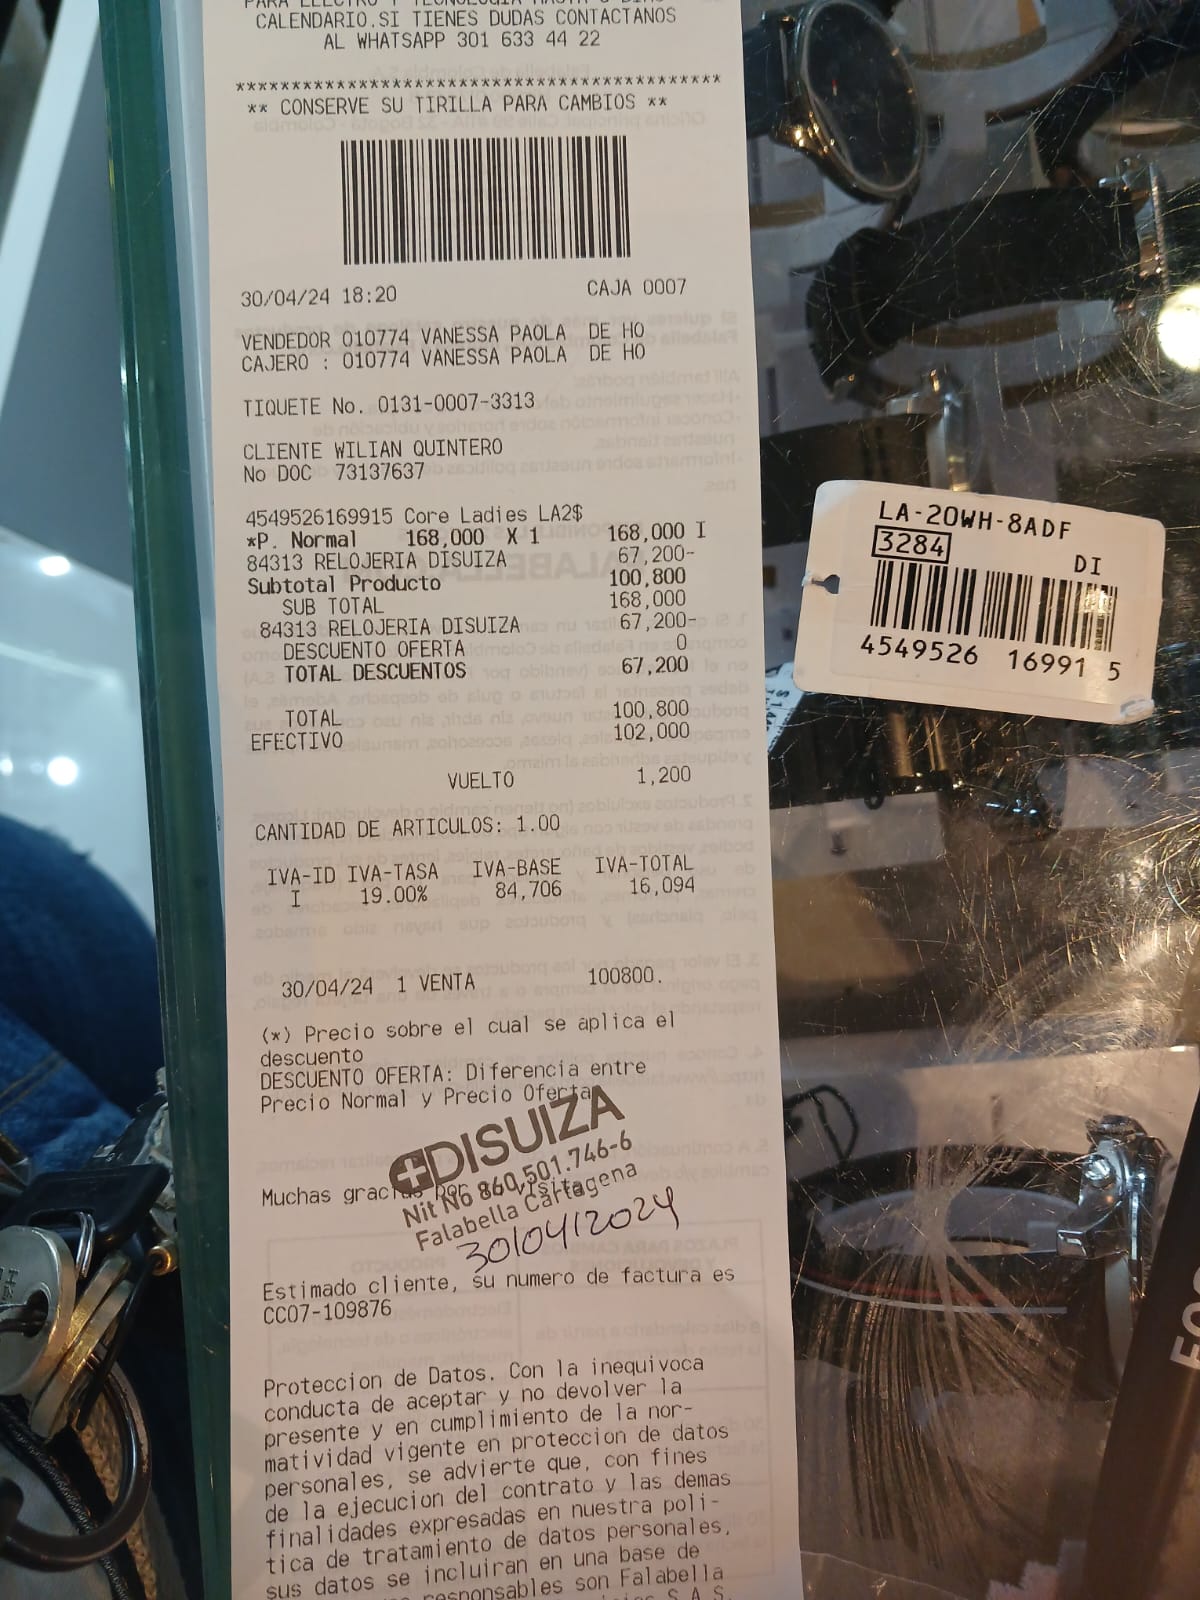 CALENDARIO.SI TIENES DUDAS CONTACTANOS
AL WHATSAPP 301 633 44 22
******************************************
** CONSERVE SU TIRILLA PARA CAMBIOS **
30/04/24 18:20 CAJA 0007
VENDEDOR 010774 VANESSA PAOLA DE HO
CAJERO : 010774 VANESSA PAOLA DE HO
TIQUETE No. 0131-0007-3313
CLIENTE WILIAN QUINTERO
No DOC 73137637
4549526169915 Core Ladies LA2$
*P. Normal 168,000 X 1 168,000 I
84313 RELOJERIA DISUIZA 67,200-
Subtotal Producto 100,800
SUB TOTAL 168,000
84313 RELOJERIA DISUIZA 67,200-
DESCUENTO OFERTA 0
TOTAL DESCUENTOS 67,200
TOTAL 100,800
EFECTIVO 102,000
VUELTO 1,200
CANTIDAD DE ARTICULOS: 1.00
IVA-ID IVA-TASA IVA-BASE IVA-TOTAL
I 19.00% 84,706 16,094
30/04/24 1 VENTA 100800.
(*) Precio sobre el cual se aplica el
descuento
DESCUENTO OFERTA: Diferencia entre
Precio Normal y Precio Oferta
DISUIZA
Nit No 860.501.746-6
Falabella Cartagena
30/04/2024
Muchas gracias por su visita
Estimado cliente, su numero de factura es
CC07-109876
Proteccion de Datos. Con la inequivoca
conducta de aceptar y no devolver la
presente y en cumplimiento de la nor-
matividad vigente en proteccion de datos
personales, se advierte que, con fines
de la ejecucion del contrato y las demas
finalidades expresadas en nuestra poli-
tica de tratamiento de datos personales,
sus datos se incluiran en una base de
responsables son Falabella
S.A.S.
LA-20WH-8ADF
3284
DI
4549526 16991 5